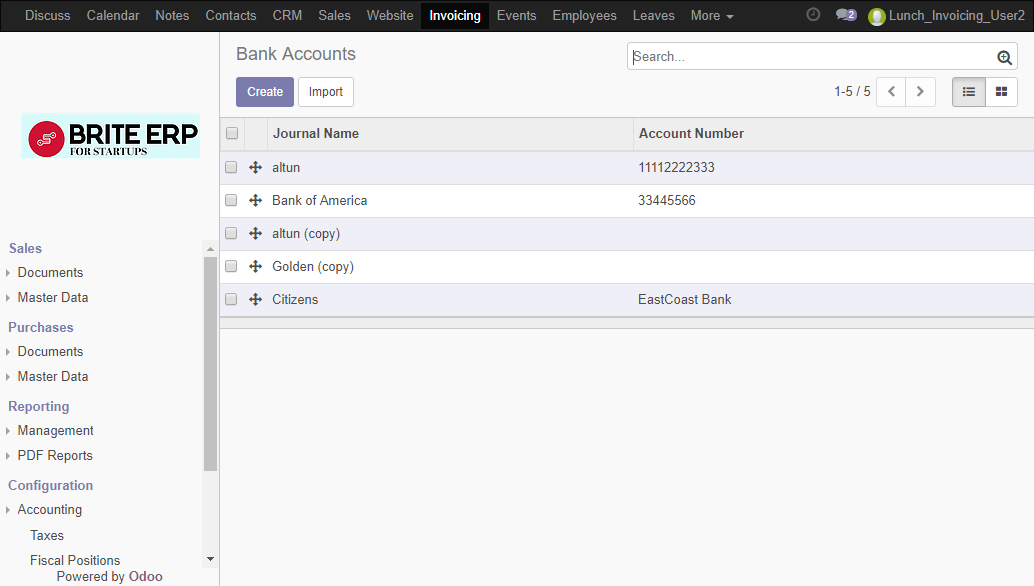 Discuss Calendar Notes Contacts CRM Sales Website Invoicing Events Employees Leaves More 2 Lunch_Invoicing_User2
Bank Accounts
Search...
Create Import
1-5 / 5
BRITE ERP
FOR STARTUPS
Journal Name Account Number
altun 11112222333
Bank of America 33445566
altun (copy)
Golden (copy)
Citizens EastCoast Bank
Sales
Documents
Master Data
Purchases
Documents
Master Data
Reporting
Management
PDF Reports
Configuration
Accounting
Taxes
Fiscal Positions
Powered by Odoo